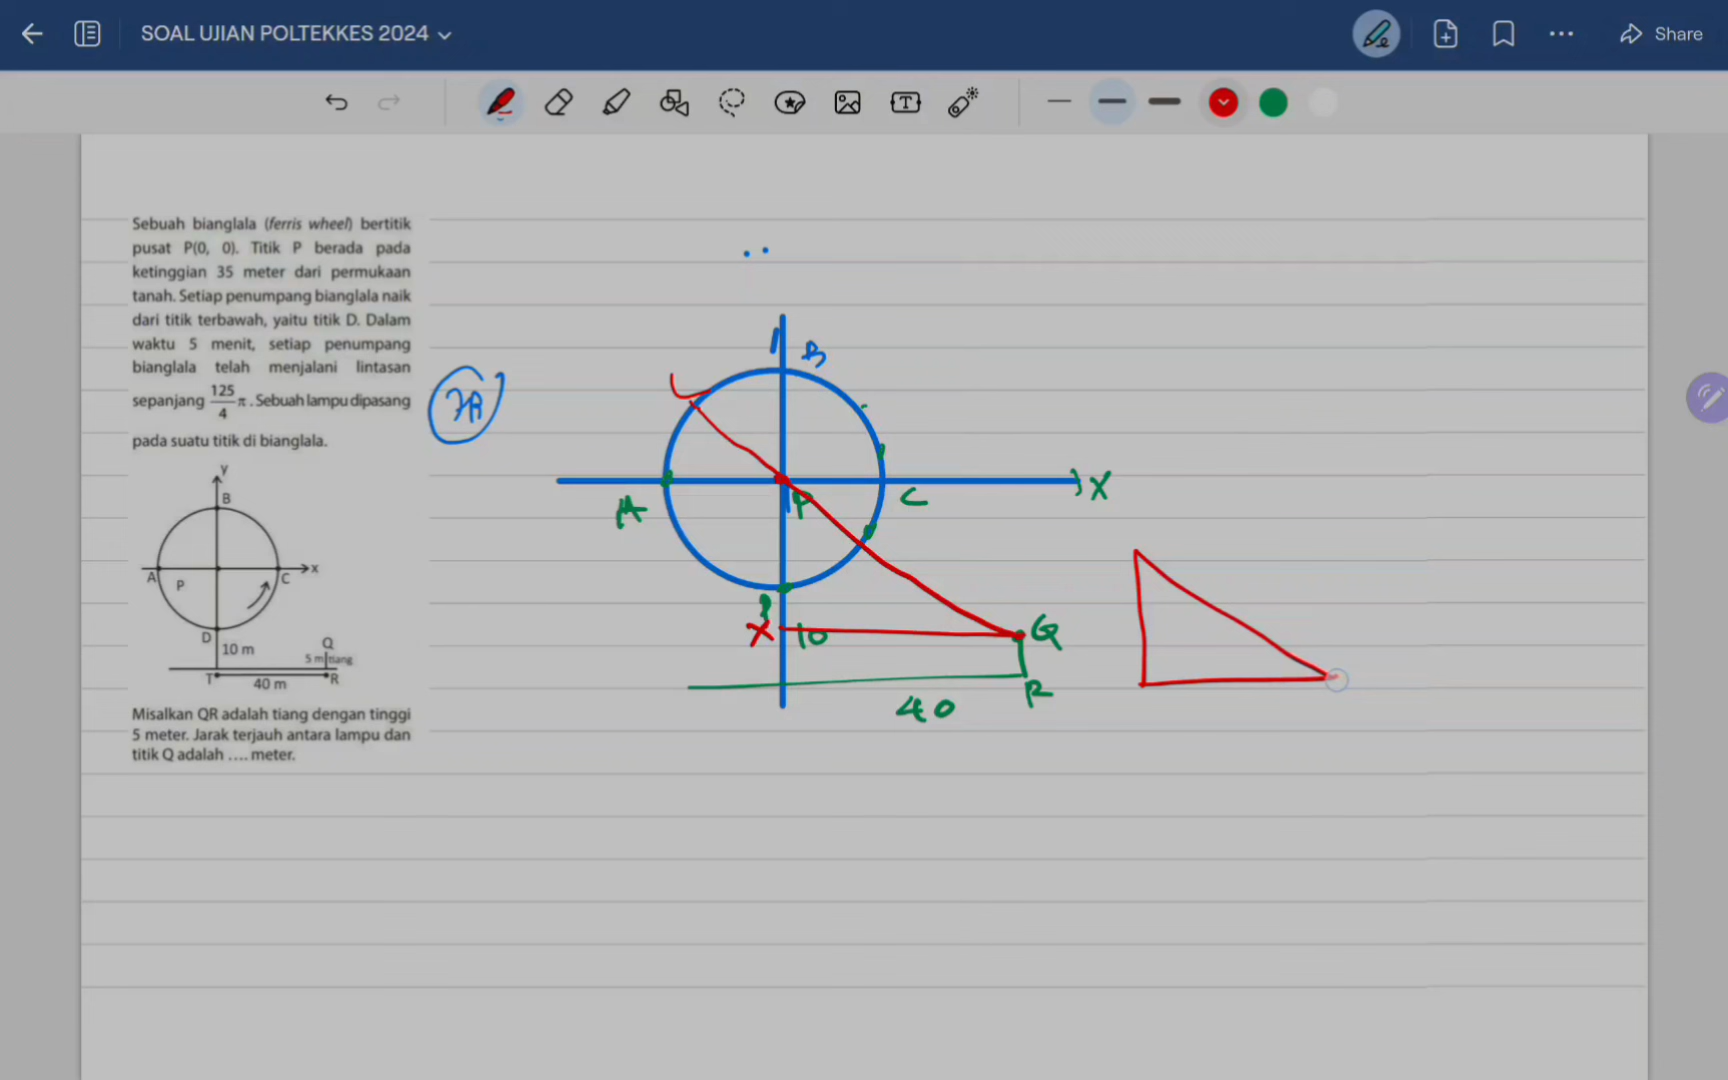 SOAL UJIAN POLTEKKES 2024
Share
Sebuah bianglala (ferris wheel) bertitik
pusat P(0, 0). Titik P berada pada
ketinggian 35 meter dari permukaan
tanah. Setiap penumpang bianglala naik
dari titik terbawah, yaitu titik D. Dalam
waktu 5 menit, setiap penumpang
bianglala telah menjalani lintasan
sepanjang 125/4 π. Sebuah lampu dipasang
pada suatu titik di bianglala.
y
B
A
P
C
x
D
10 m
Q
5 m tiang
T
40 m
R
Misalkan QR adalah tiang dengan tinggi
5 meter. Jarak terjauh antara lampu dan
titik Q adalah .... meter.
B
X
A
P
C
X
10
Q
R
40